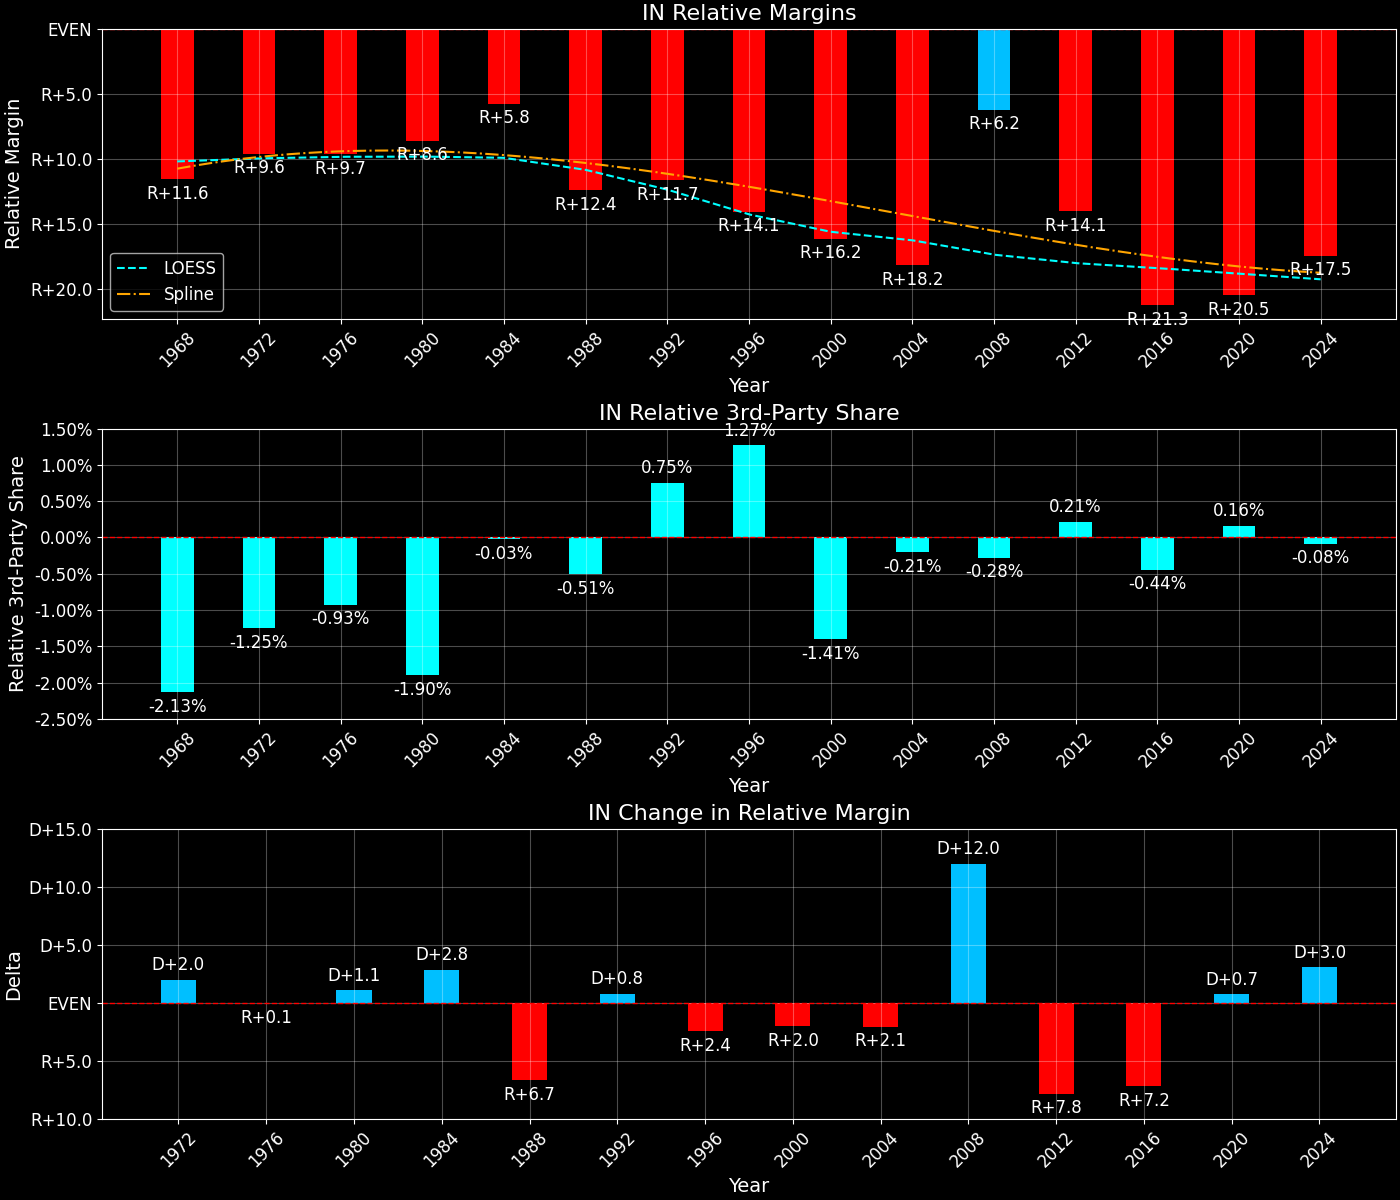 IN Relative Margins
Relative Margin
EVEN
R+5.0
R+10.0
R+15.0
R+20.0
R+11.6
R+9.6
R+9.7
R+8.6
R+5.8
R+12.4
R+11.7
R+14.1
R+16.2
R+18.2
R+6.2
R+14.1
R+21.3
R+20.5
R+17.5
LOESS
Spline
1968
1972
1976
1980
1984
1988
1992
1996
2000
2004
2008
2012
2016
2020
2024
Year
IN Relative 3rd-Party Share
Relative 3rd-Party Share
1.50%
1.00%
0.50%
0.00%
-0.50%
-1.00%
-1.50%
-2.00%
-2.50%
-2.13%
-1.25%
-0.93%
-1.90%
-0.03%
-0.51%
0.75%
1.27%
-1.41%
-0.21%
-0.28%
0.21%
-0.44%
0.16%
-0.08%
1968
1972
1976
1980
1984
1988
1992
1996
2000
2004
2008
2012
2016
2020
2024
Year
IN Change in Relative Margin
Delta
D+15.0
D+10.0
D+5.0
EVEN
R+5.0
R+10.0
D+2.0
R+0.1
D+1.1
D+2.8
R+6.7
D+0.8
R+2.4
R+2.0
R+2.1
D+12.0
R+7.8
R+7.2
D+0.7
D+3.0
1972
1976
1980
1984
1988
1992
1996
2000
2004
2008
2012
2016
2020
2024
Year